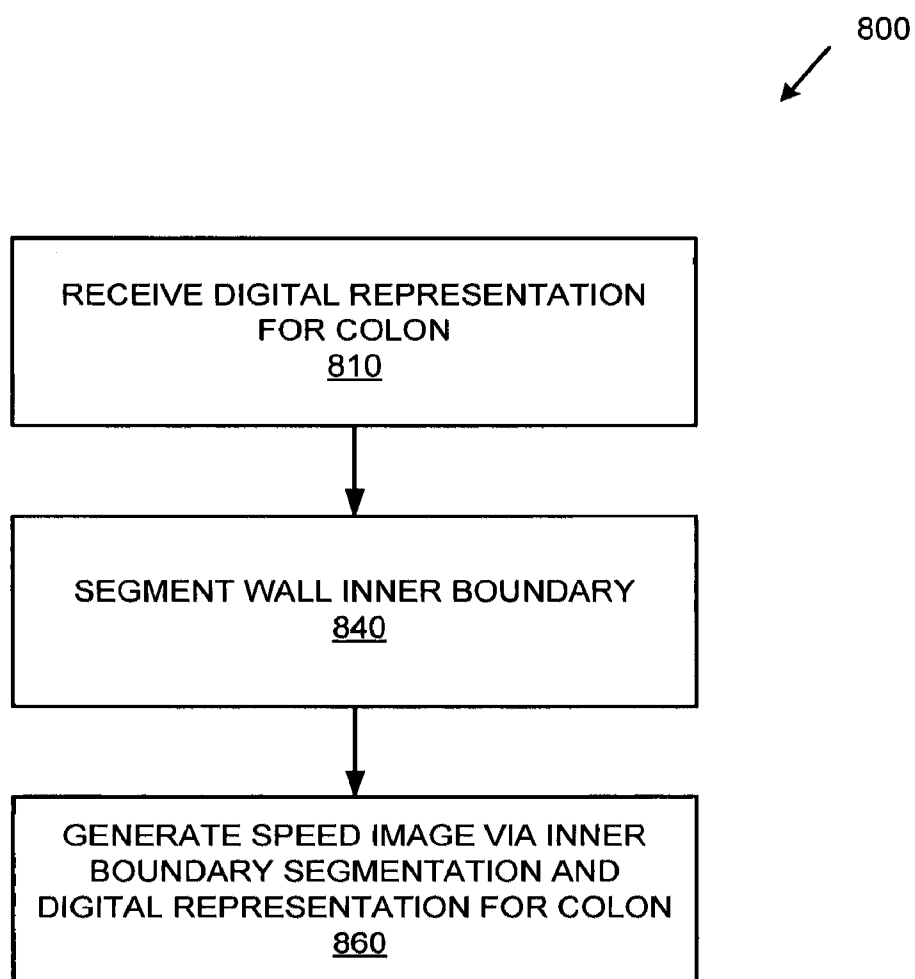 800
RECEIVE DIGITAL REPRESENTATION
FOR COLON
810
SEGMENT WALL INNER BOUNDARY
840
GENERATE SPEED IMAGE VIA INNER
BOUNDARY SEGMENTATION AND
DIGITAL REPRESENTATION FOR COLON
860